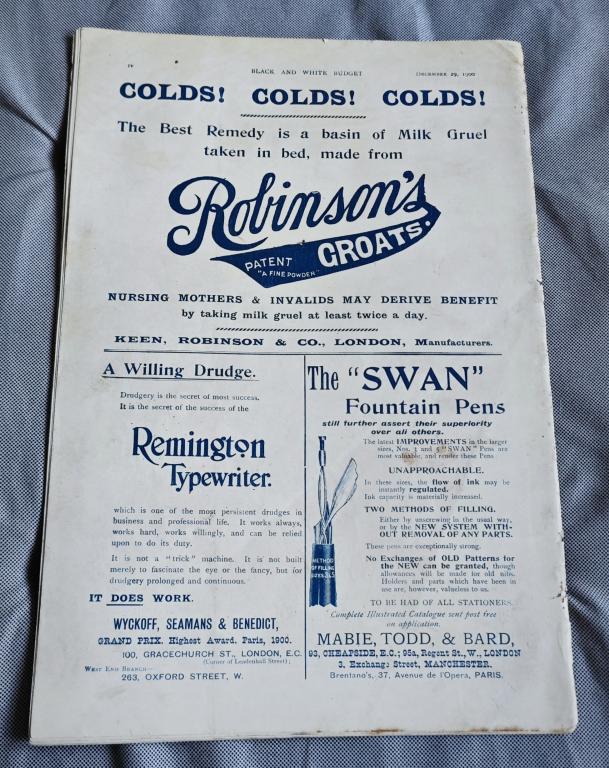 IV
BLACK AND WHITE BUDGET
DECEMBER 29, 1900
COLDS! COLDS! COLDS!
The Best Remedy is a basin of Milk Gruel
taken in bed, made from
Robinson's
PATENT GROATS.
"A FINE POWDER"
NURSING MOTHERS & INVALIDS MAY DERIVE BENEFIT
by taking milk gruel at least twice a day.
KEEN, ROBINSON & CO., LONDON, Manufacturers.
A Willing Drudge.
Drudgery is the secret of most success.
It is the secret of the success of the
Remington
Typewriter.
which is one of the most persistent drudges in
business and professional life. It works always,
works hard, works willingly, and can be relied
upon to do its duty.
It is not a "trick" machine. It is not built
merely to fascinate the eye or the fancy, but for
drudgery prolonged and continuous.
IT DOES WORK.
WYCKOFF, SEAMANS & BENEDICT,
GRAND PRIX. Highest Award. Paris, 1900.
100, GRACECHURCH ST., LONDON, E.C.
(Corner of Leadenhall Street);
WEST END BRANCH—
263, OXFORD STREET, W.
The "SWAN"
Fountain Pens
still further assert their superiority
over all others.
The latest IMPROVEMENTS in the larger
sizes, Nos. 3 and 5 "SWAN" Pens are
most valuable, and render these Pens
UNAPPROACHABLE.
In these sizes, the flow of ink may be
instantly regulated.
Ink capacity is materially increased.
TWO METHODS OF FILLING.
Either by unscrewing in the usual way,
or by the NEW SYSTEM WITH-
OUT REMOVAL OF ANY PARTS.
These pens are exceptionally strong.
No Exchanges of OLD Patterns for
the NEW can be granted, though
allowances will be made for old nibs.
Holders and parts which have been in
use are, however, valueless to us.
METHOD
OF FILLING
SIZES 3 & 5
TO BE HAD OF ALL STATIONERS.
Complete Illustrated Catalogue sent post free
on application.
MABIE, TODD, & BARD,
93, CHEAPSIDE, E.C.; 95a, Regent St., W., LONDON
3, Exchange Street, MANCHESTER.
Brentano's, 37, Avenue de l'Opera, PARIS.